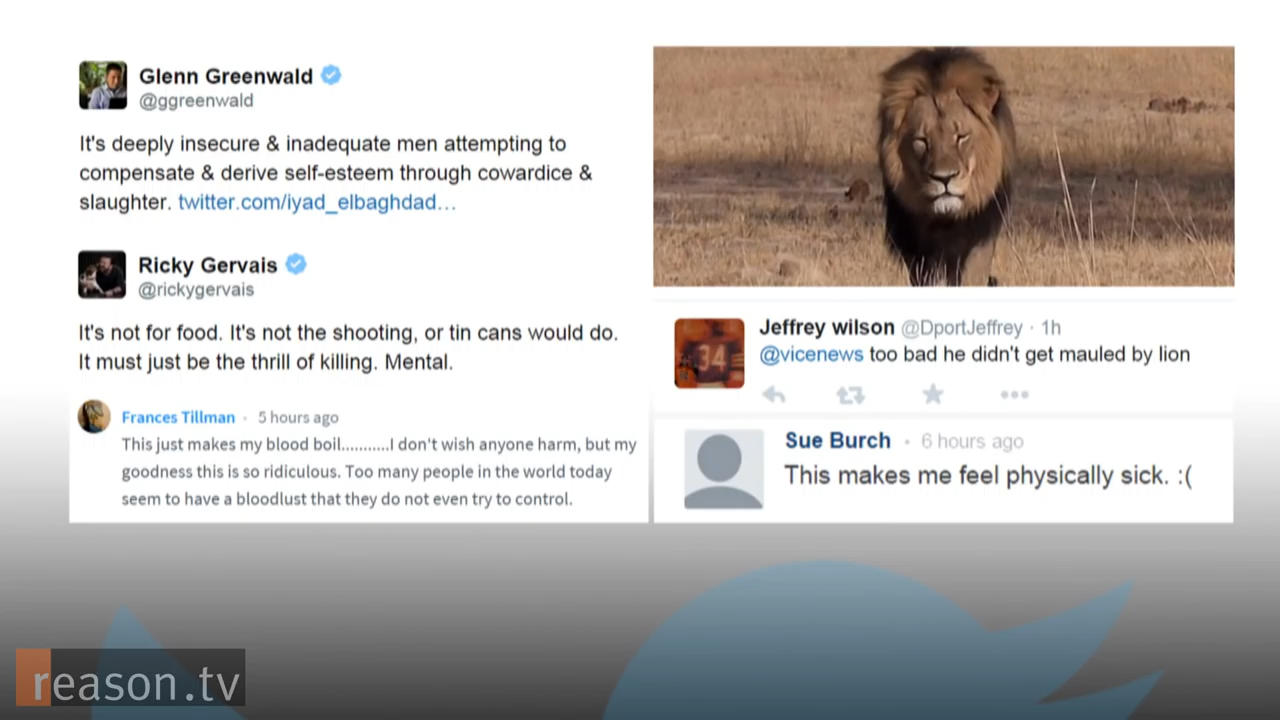 Glenn Greenwald
@ggreenwald
It's deeply insecure & inadequate men attempting to
compensate & derive self-esteem through cowardice &
slaughter. twitter.com/iyad_elbaghdad…
Ricky Gervais
@rickygervais
It's not for food. It's not the shooting, or tin cans would do.
It must just be the thrill of killing. Mental.
Frances Tillman · 5 hours ago
This just makes my blood boil...........I don't wish anyone harm, but my
goodness this is so ridiculous. Too many people in the world today
seem to have a bloodlust that they do not even try to control.
Jeffrey wilson @DportJeffrey · 1h
@vicenews too bad he didn't get mauled by lion
34
Sue Burch · 6 hours ago
This makes me feel physically sick. :(
reason.tv